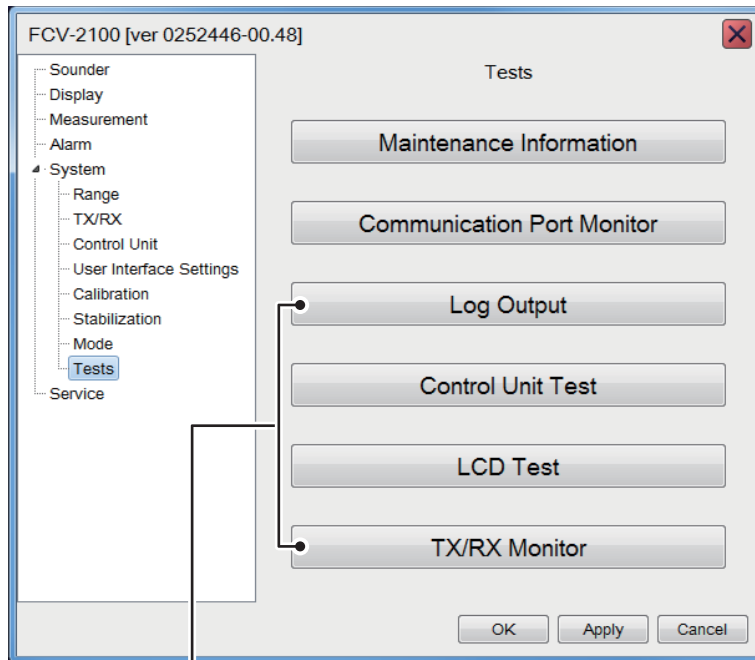 FCV-2100 [ver 0252446-00.48]
Sounder
Display
Measurement
Alarm
System
Range
TX/RX
Control Unit
User Interface Settings
Calibration
Stabilization
Mode
Tests
Service
Tests
Maintenance Information
Communication Port Monitor
Log Output
Control Unit Test
LCD Test
TX/RX Monitor
OK Apply Cancel